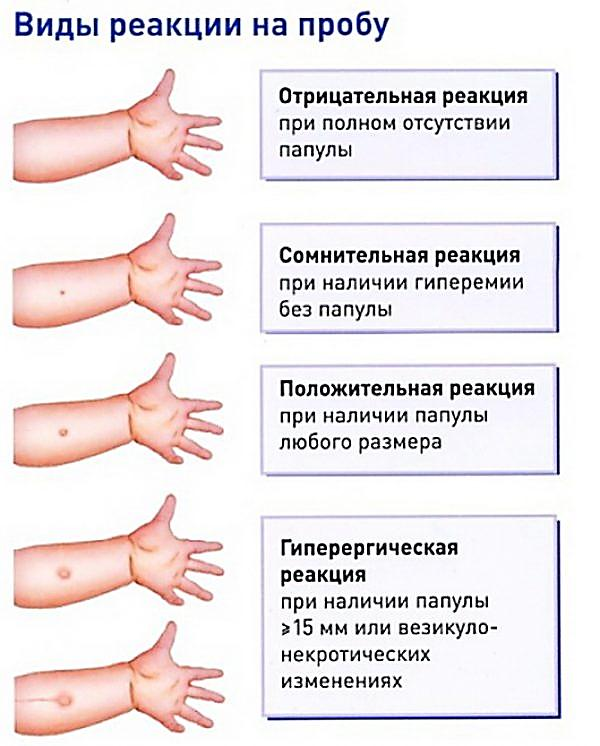 Виды реакции на пробу
Отрицательная реакция
при полном отсутствии
папулы
Сомнительная реакция
при наличии гиперемии
без папулы
Положительная реакция
при наличии папулы
любого размера
Гиперергическая
реакция
при наличии папулы
≥15 мм или везикуло-
некротических
изменениях